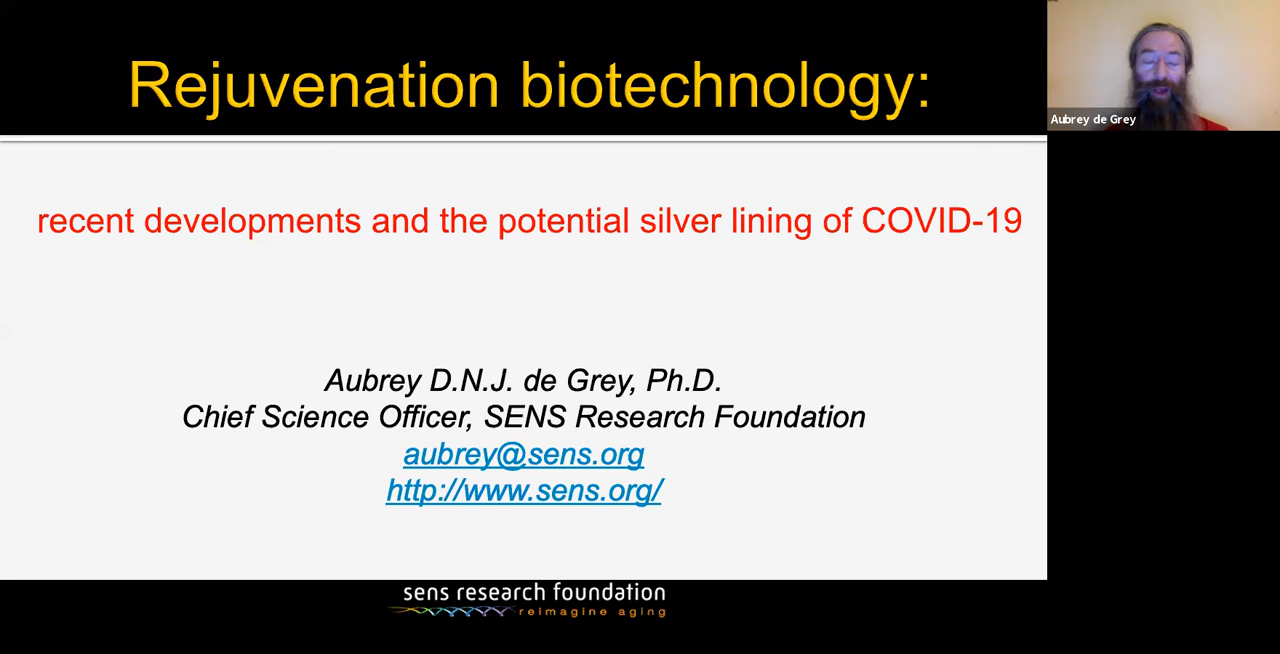 Rejuvenation biotechnology:
Aubrey de Grey
recent developments and the potential silver lining of COVID-19
Aubrey D.N.J. de Grey, Ph.D.
Chief Science Officer, SENS Research Foundation
aubrey@sens.org
http://www.sens.org/
sens research foundation
reimagine aging